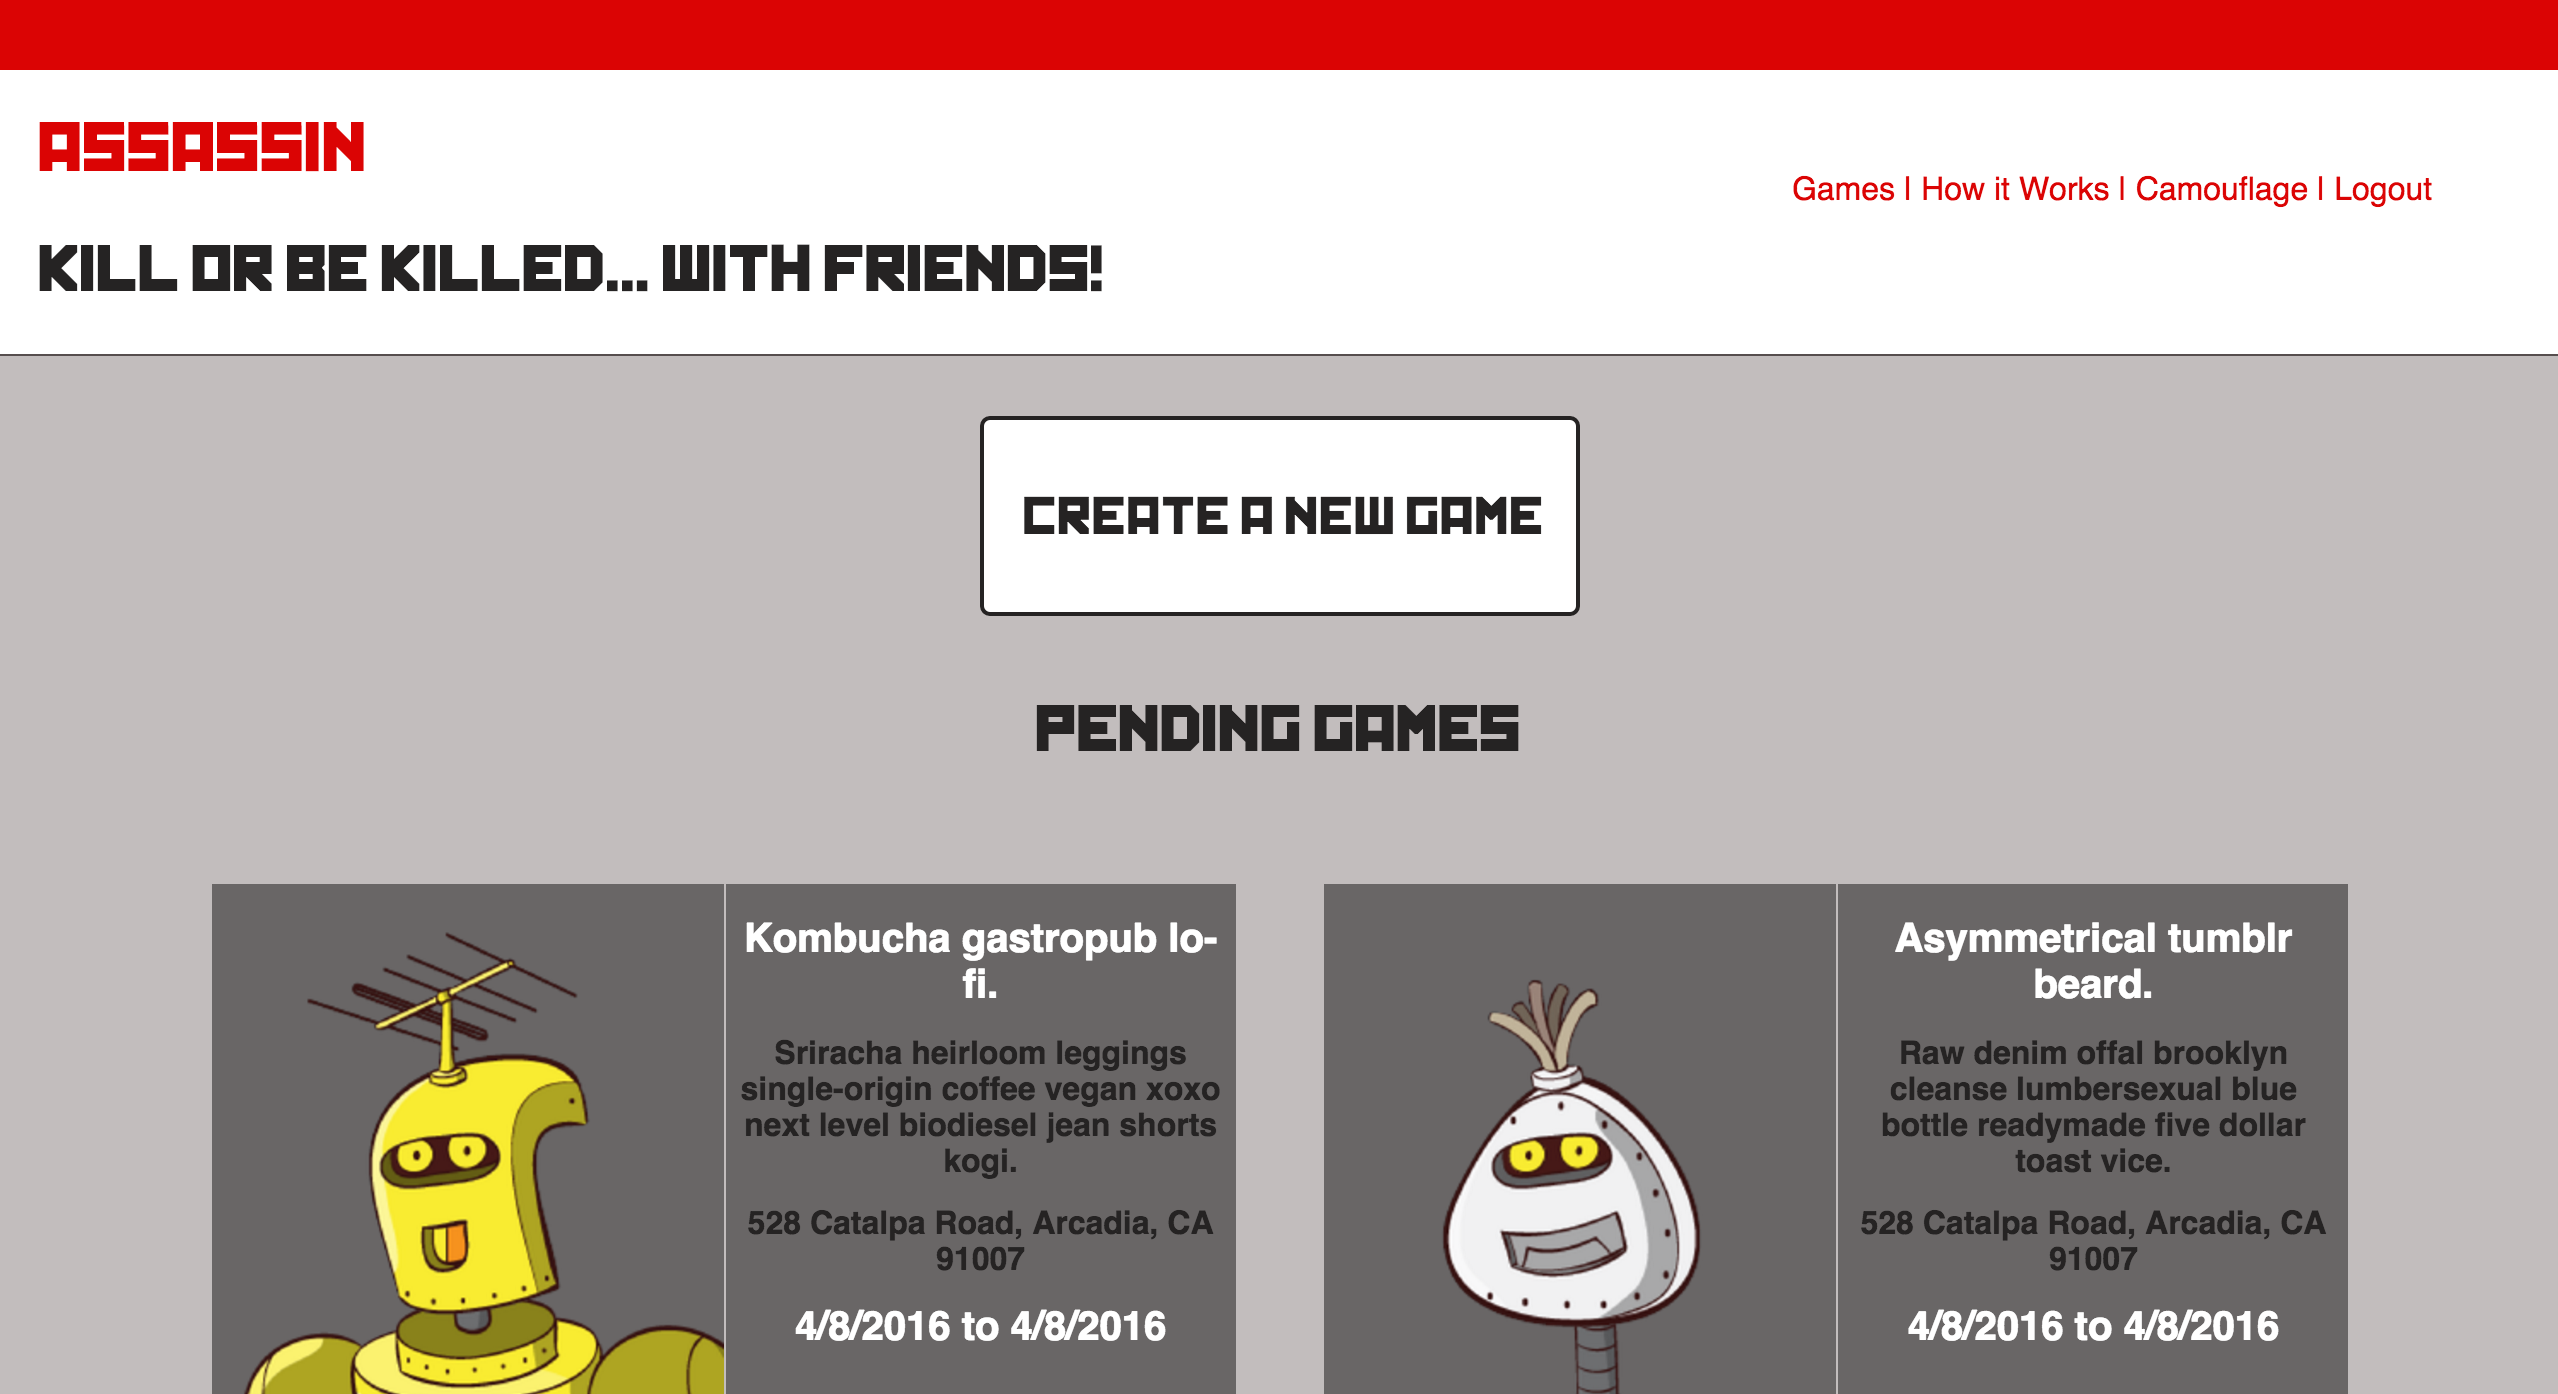 ASSASSIN
Games | How it Works | Camouflage | Logout
KILL OR BE KILLED... WITH FRIENDS!
CREATE A NEW GAME
PENDING GAMES
Kombucha gastropub lo-
fi.
Sriracha heirloom leggings
single-origin coffee vegan xoxo
next level biodiesel jean shorts
kogi.
528 Catalpa Road, Arcadia, CA
91007
4/8/2016 to 4/8/2016
Asymmetrical tumblr
beard.
Raw denim offal brooklyn
cleanse lumbersexual blue
bottle readymade five dollar
toast vice.
528 Catalpa Road, Arcadia, CA
91007
4/8/2016 to 4/8/2016